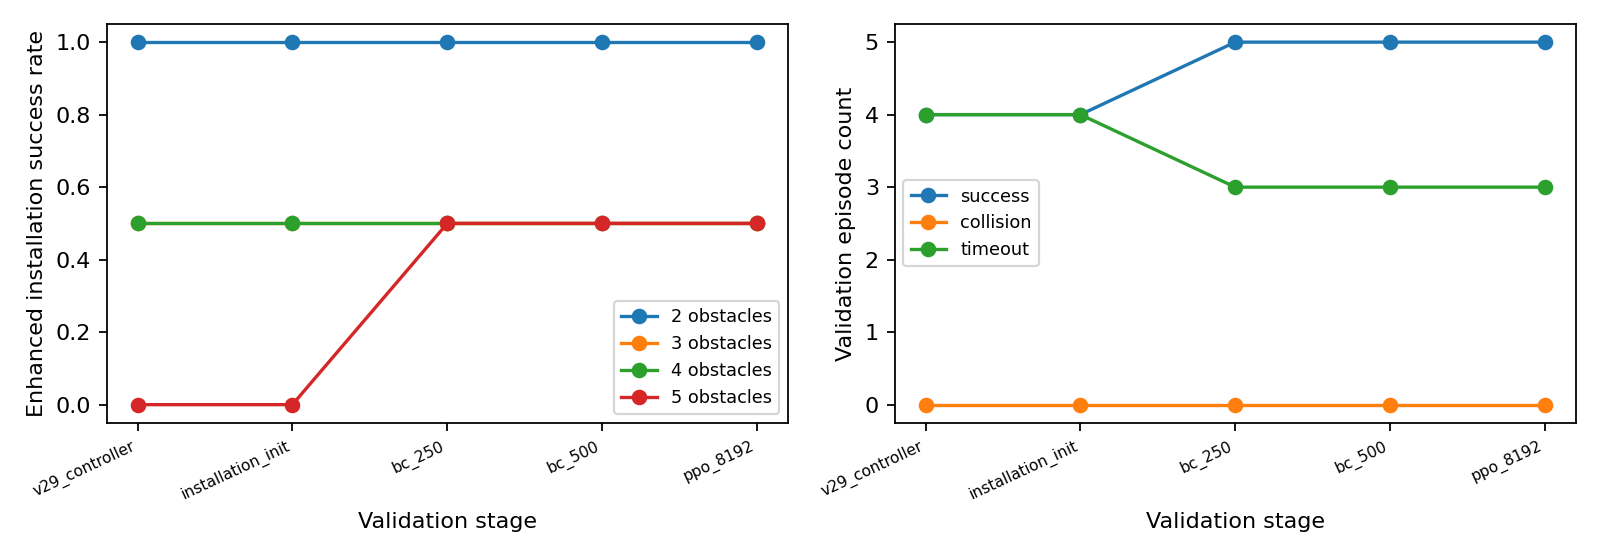 Enhanced installation success rate
1.0
0.8
0.6
0.4
0.2
0.0
2 obstacles
3 obstacles
4 obstacles
5 obstacles
v29_controller
installation_init
bc_250
bc_500
ppo_8192
Validation stage
Validation episode count
5
4
3
2
1
0
success
collision
timeout
v29_controller
installation_init
bc_250
bc_500
ppo_8192
Validation stage